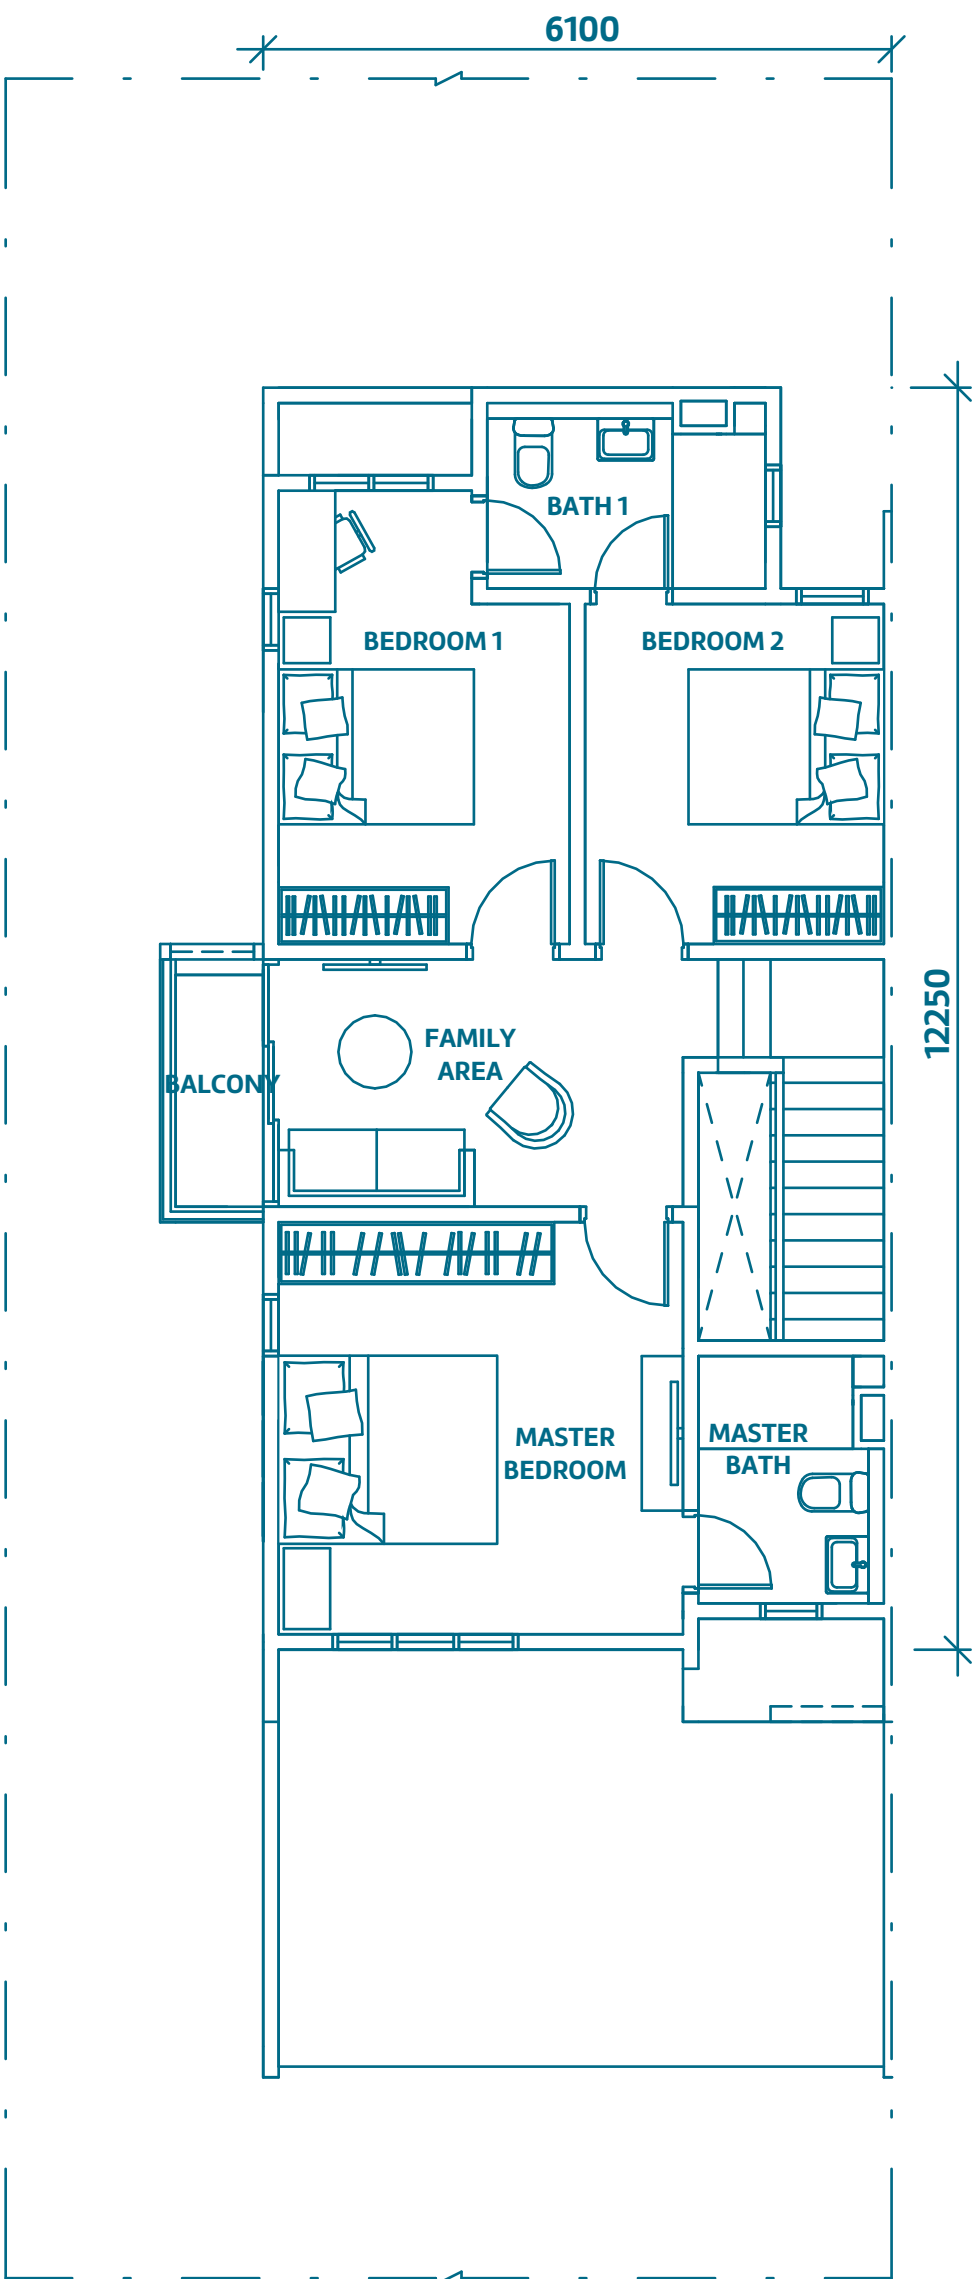 6100
BATH 1
BEDROOM 1
BEDROOM 2
12250
FAMILY
AREA
BALCONY
MASTER
BEDROOM
MASTER
BATH